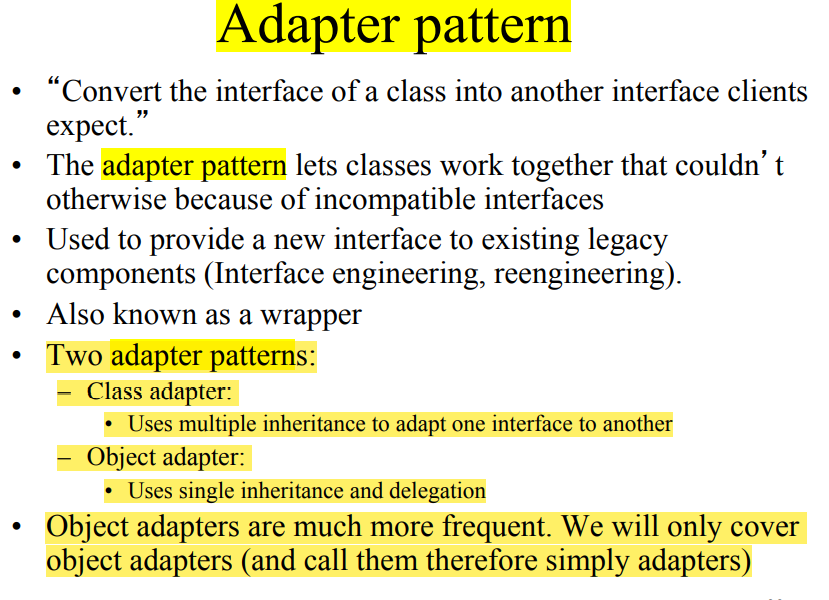 Adapter pattern
• “Convert the interface of a class into another interface clients
expect.”
• The adapter pattern lets classes work together that couldn’t
otherwise because of incompatible interfaces
• Used to provide a new interface to existing legacy
components (Interface engineering, reengineering).
• Also known as a wrapper
• Two adapter patterns:
– Class adapter:
• Uses multiple inheritance to adapt one interface to another
– Object adapter:
• Uses single inheritance and delegation
• Object adapters are much more frequent. We will only cover
object adapters (and call them therefore simply adapters)